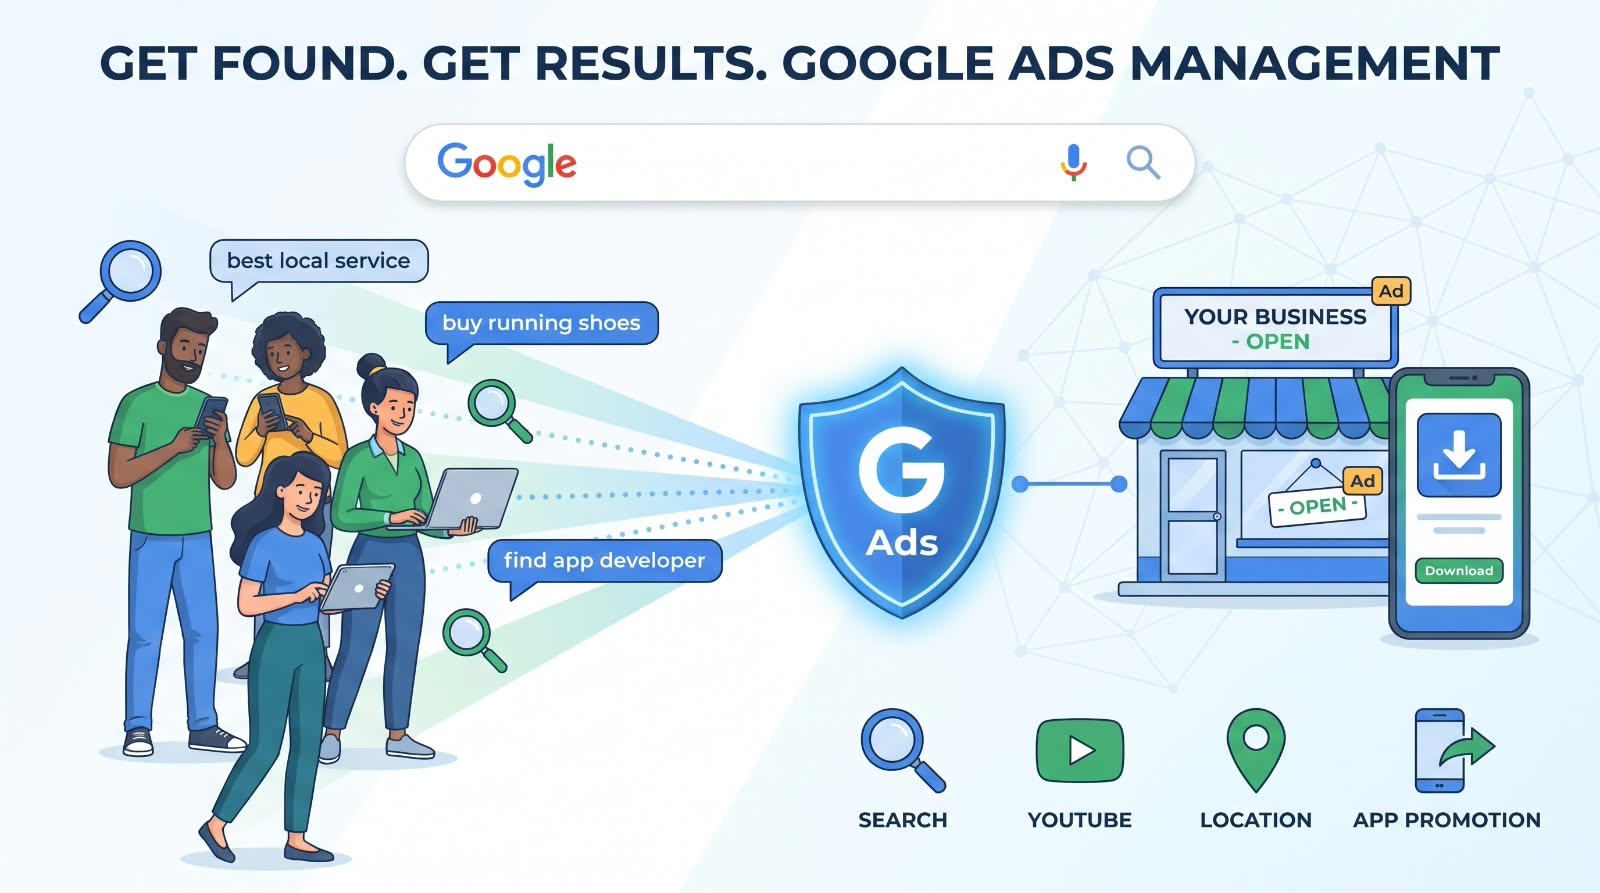 GET FOUND. GET RESULTS. GOOGLE ADS MANAGEMENT
Google
best local service
buy running shoes
find app developer
G
Ads
Ad
YOUR BUSINESS
- OPEN
Ad
- OPEN -
Download
SEARCH
YOUTUBE
LOCATION
APP PROMOTION